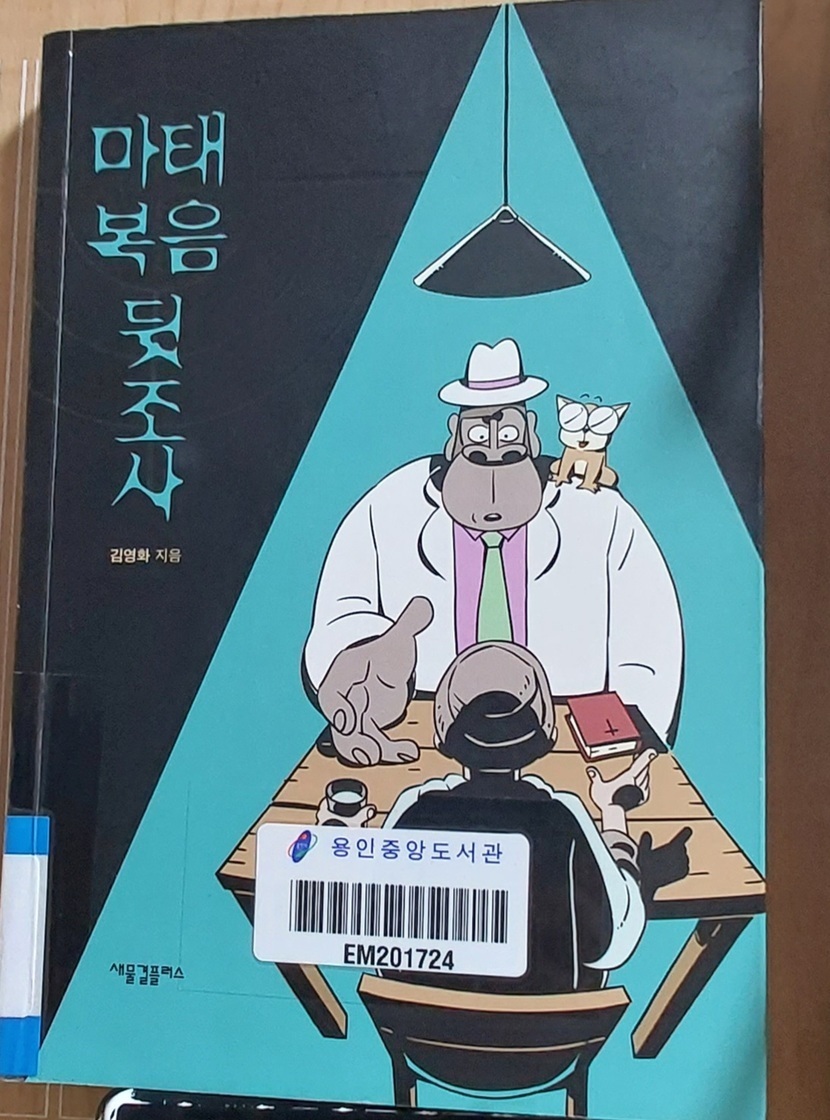 마태
복음
뒷
조
사
김영화 지음
용인중앙도서관
EM201724
새물결플러스